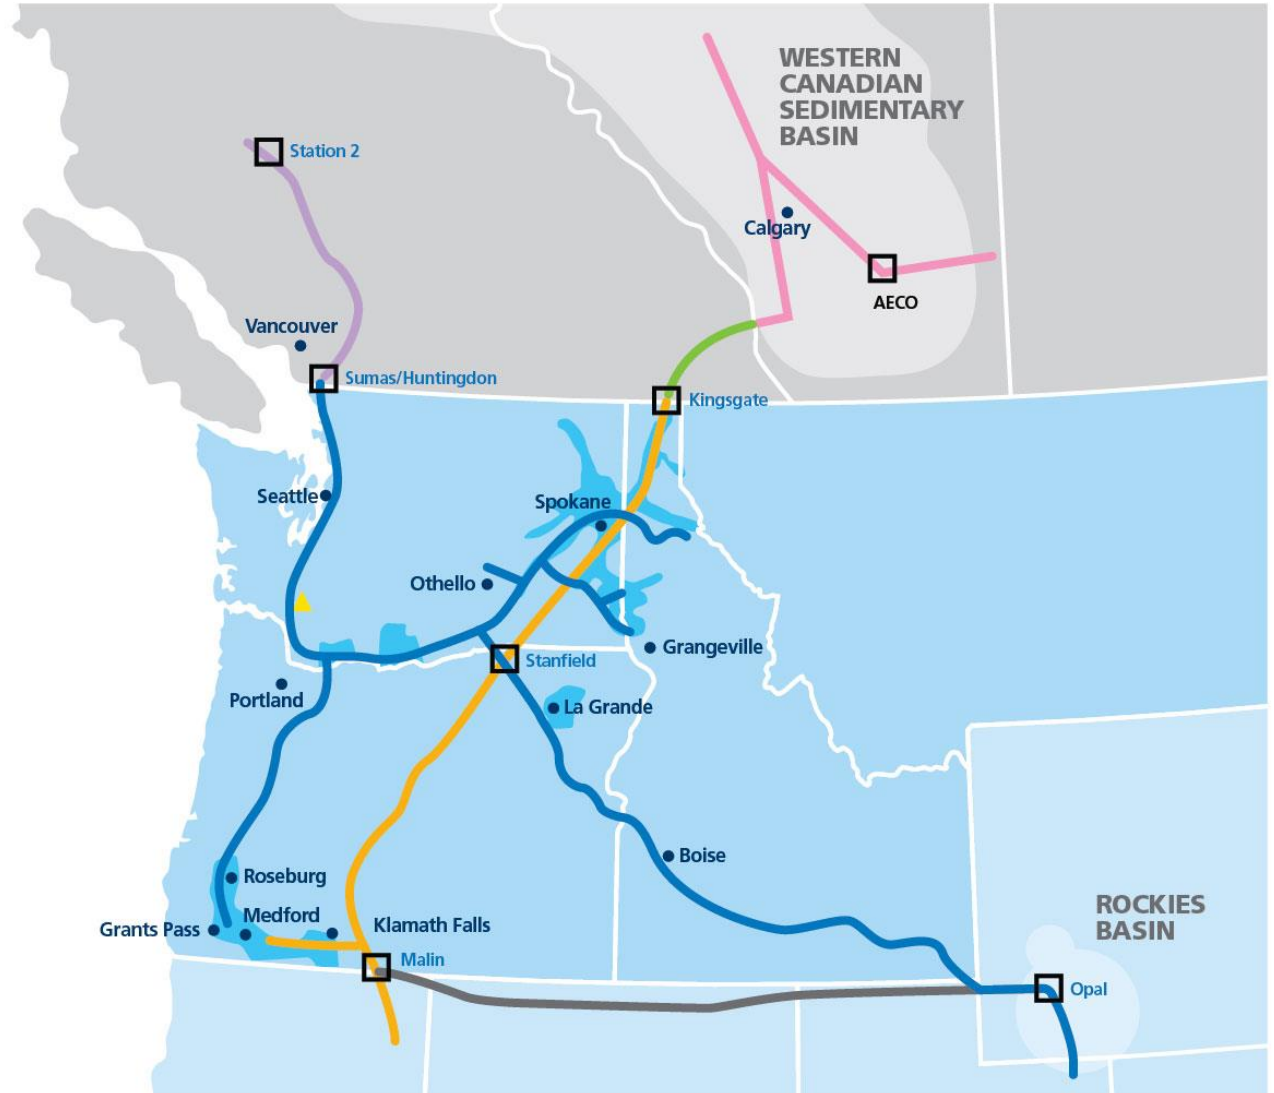 WESTERN
CANADIAN
SEDIMENTARY
BASIN
Station 2
Calgary
AECO
Vancouver
Sumas/Huntingdon
Kingsgate
Seattle
Spokane
Othello
Grangeville
Stanfield
Portland
La Grande
Boise
Roseburg
ROCKIES
BASIN
Medford
Grants Pass
Klamath Falls
Malin
Opal